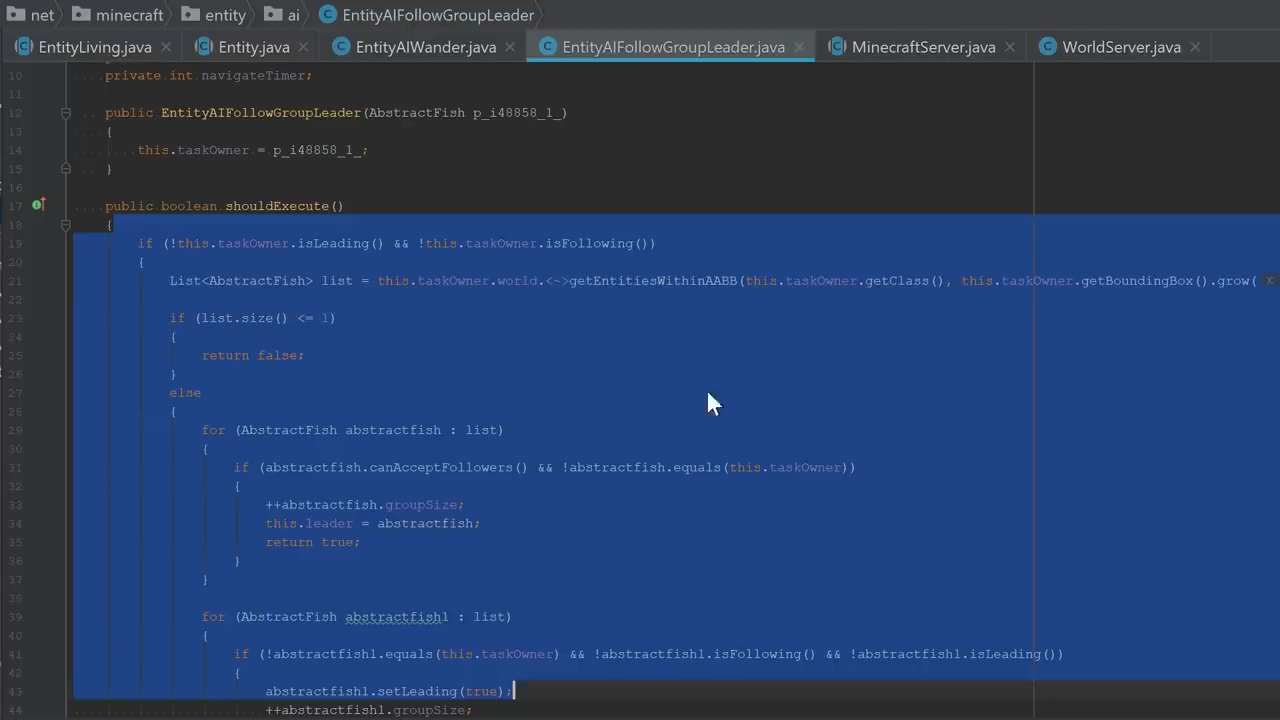 net minecraft entity ai EntityAIFollowGroupLeader
EntityLiving.java Entity.java EntityAIWander.java EntityAIFollowGroupLeader.java MinecraftServer.java WorldServer.java
10 private int navigateTimer;
11
12 public EntityAIFollowGroupLeader(AbstractFish p_i48858_1_)
13 {
14 this.taskOwner = p_i48858_1_;
15 }
16
17 public boolean shouldExecute()
18 {
19 if (!this.taskOwner.isLeading() && !this.taskOwner.isFollowing())
20 {
21 List<AbstractFish> list = this.taskOwner.world.<~>getEntitiesWithinAABB(this.taskOwner.getClass(), this.taskOwner.getBoundingBox().grow(
22
23 if (list.size() <= 1)
24 {
25 return false;
26 }
27 else
28 {
29 for (AbstractFish abstractfish : list)
30 {
31 if (abstractfish.canAcceptFollowers() && !abstractfish.equals(this.taskOwner))
32 {
33 ++abstractfish.groupSize;
34 this.leader = abstractfish;
35 return true;
36 }
37 }
38
39 for (AbstractFish abstractfish1 : list)
40 {
41 if (!abstractfish1.equals(this.taskOwner) && !abstractfish1.isFollowing() && !abstractfish1.isLeading())
42 {
43 abstractfish1.setLeading(true);
44 ++abstractfish1.groupSize;